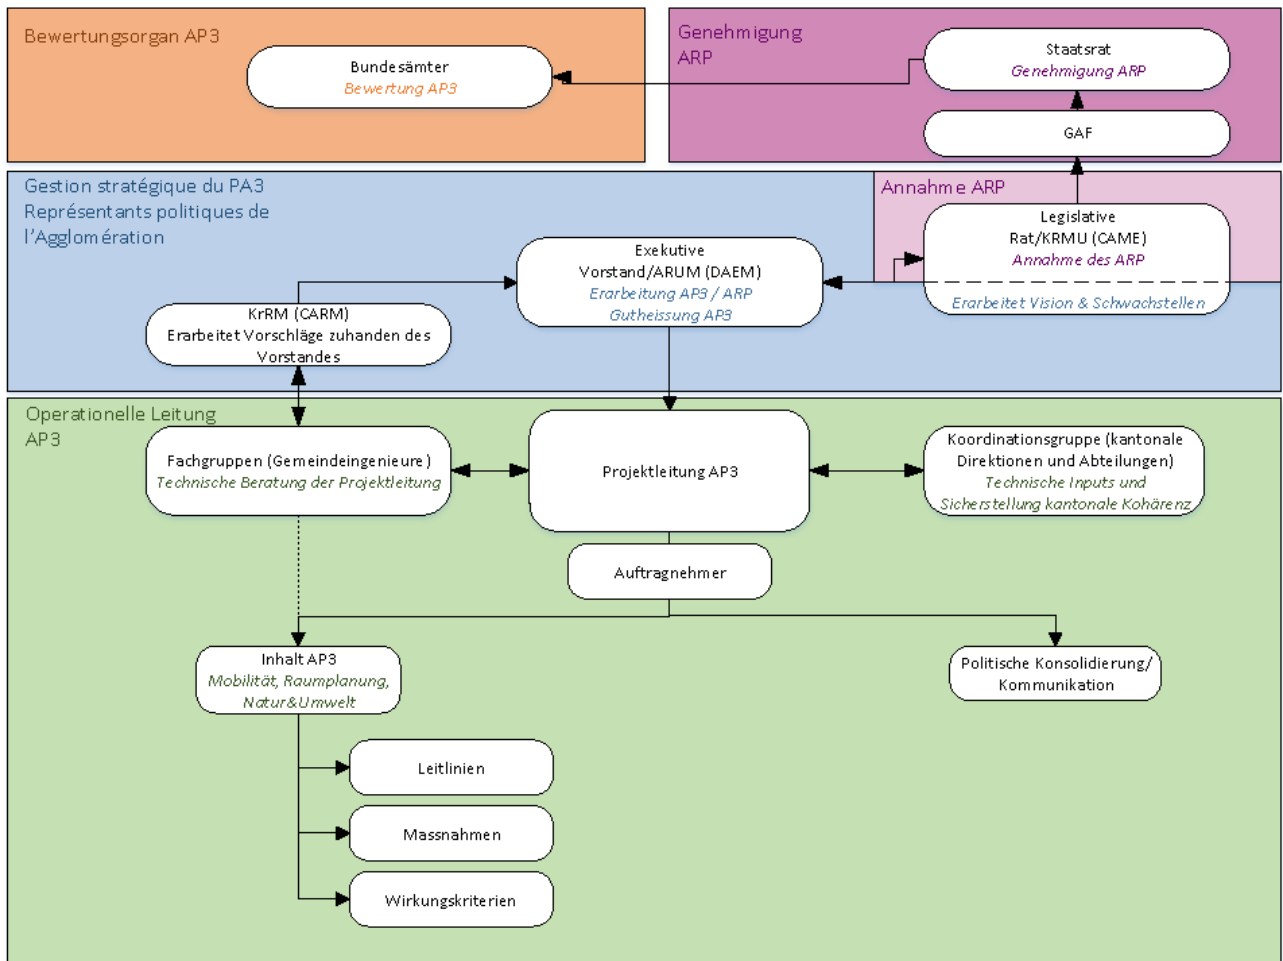 Bewertungsorgan AP3
Bundesämter
Bewertung AP3
Genehmigung
ARP
Staatsrat
Genehmigung ARP
GAF
Gestion stratégique du PA3
Représentants politiques de
l'Agglomération
Annahme ARP
Legislative
Rat/KRMU (CAME)
Annahme des ARP
Erarbeitet Vision & Schwachstellen
Exekutive
Vorstand/ARUM (DAEM)
Erarbeitung AP3 / ARP
Gutheissung AP3
KrRM (CARM)
Erarbeitet Vorschläge zuhanden des
Vorstandes
Operationelle Leitung
AP3
Fachgruppen (Gemeindeingenieure)
Technische Beratung der Projektleitung
Projektleitung AP3
Koordinationsgruppe (kantonale
Direktionen und Abteilungen)
Technische Inputs und
Sicherstellung kantonale Kohärenz
Auftragnehmer
Inhalt AP3
Mobilität, Raumplanung,
Natur&Umwelt
Politische Konsolidierung/
Kommunikation
Leitlinien
Massnahmen
Wirkungskriterien